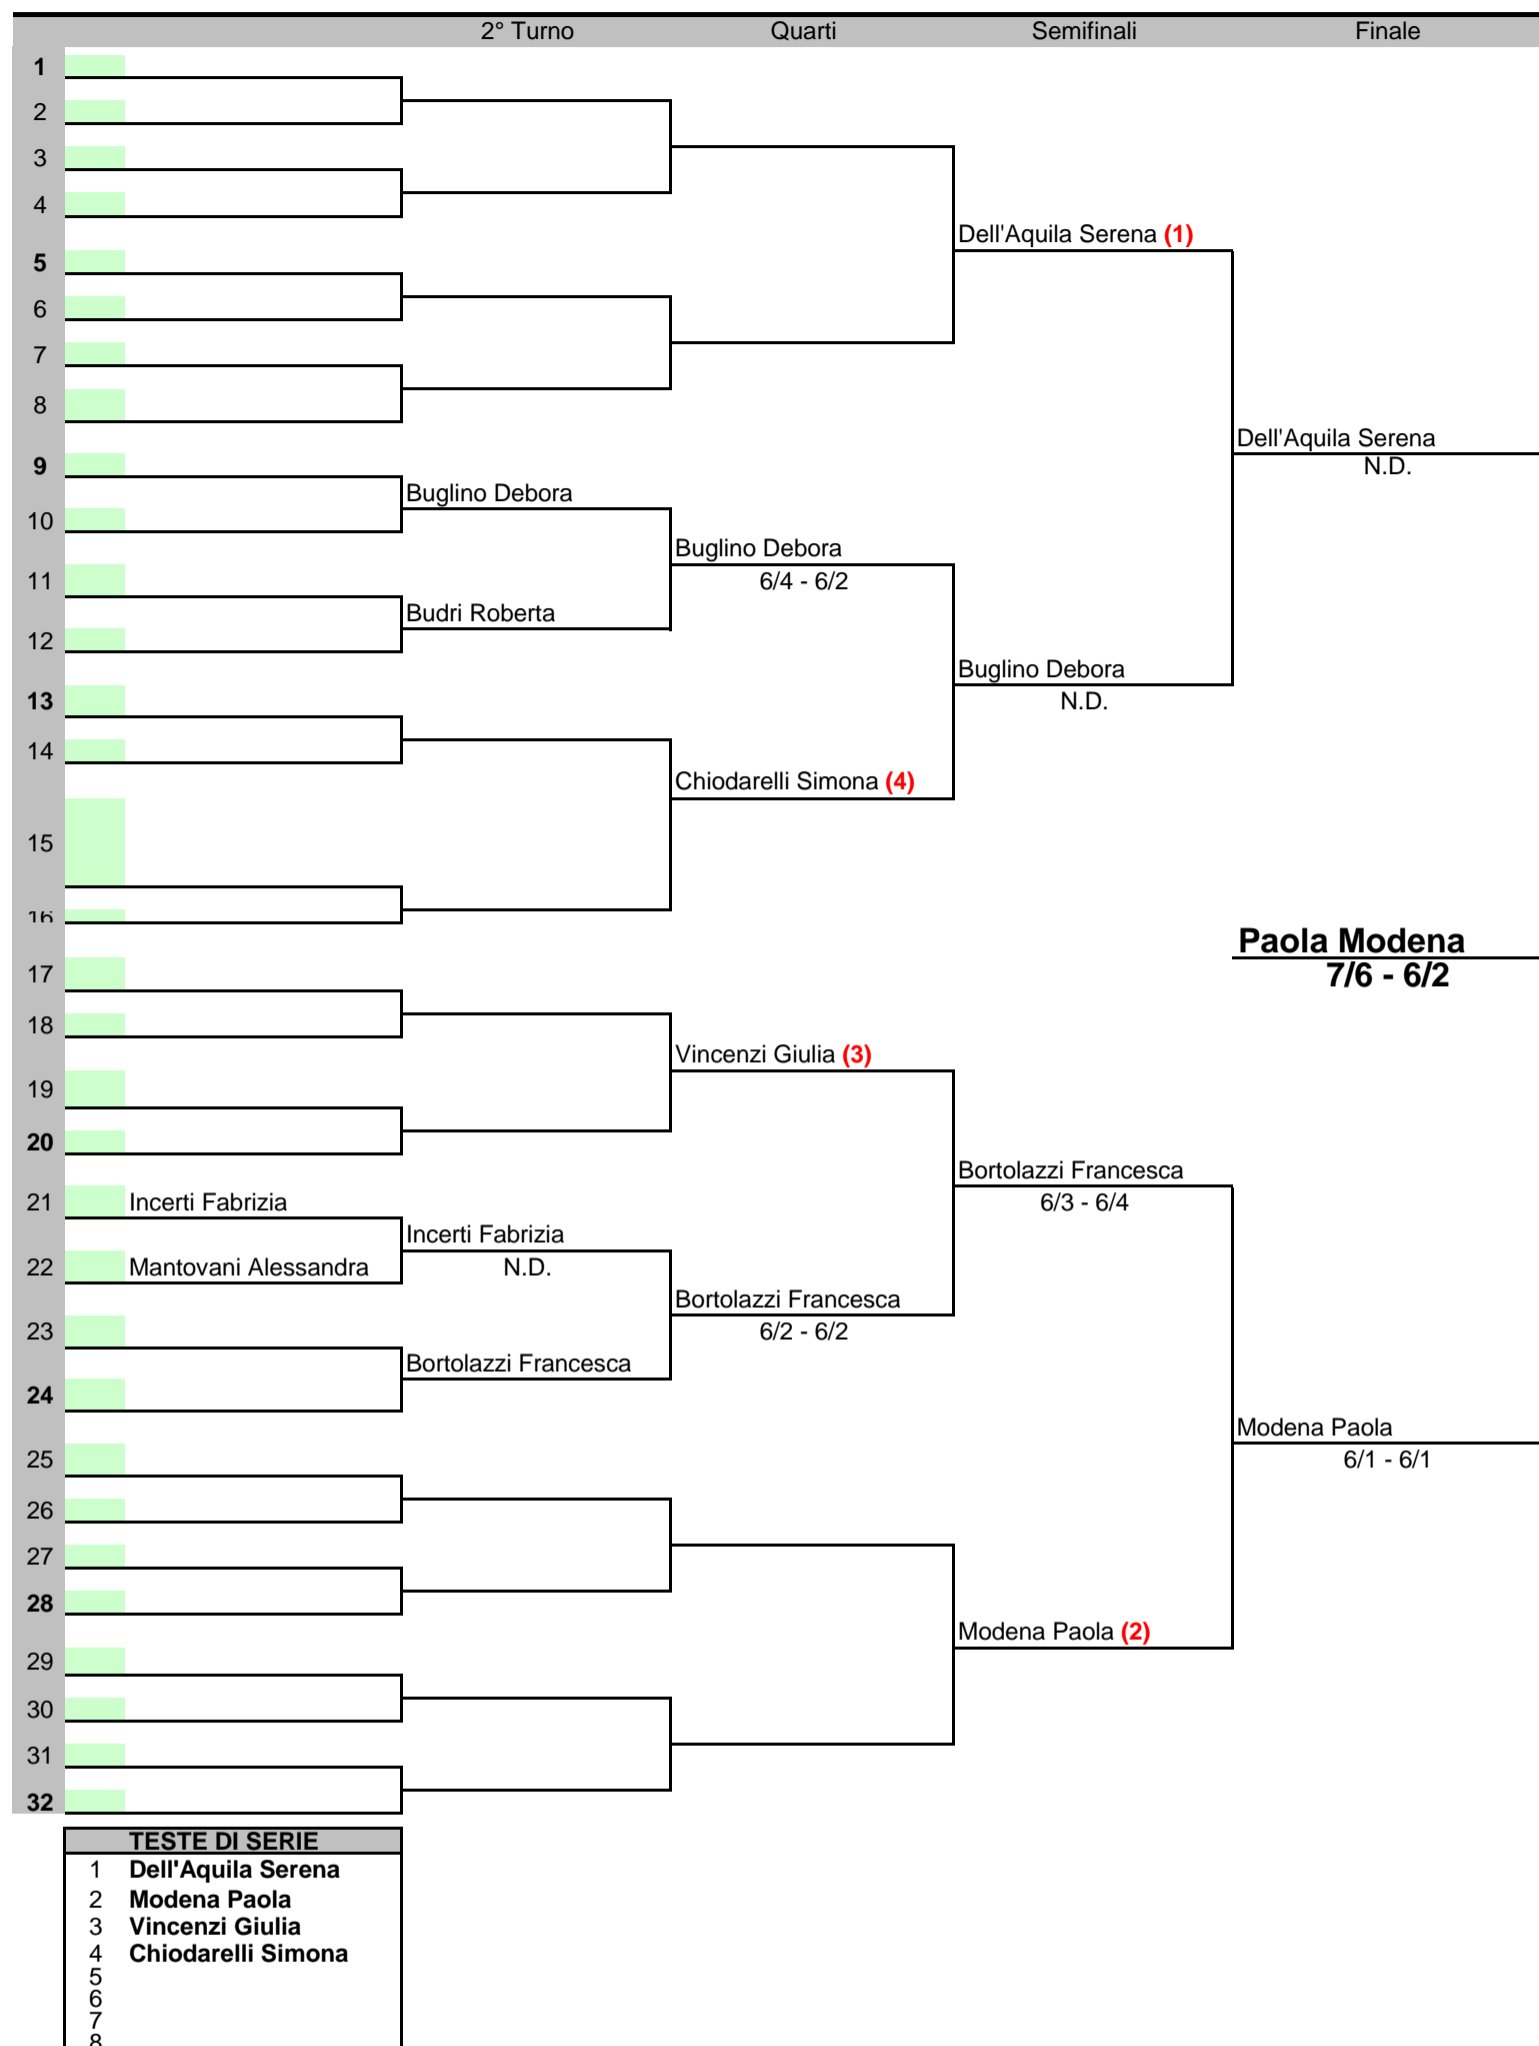 2° Turno Quarti Semifinali Finale
1
2
3
4
Dell'Aquila Serena (1)
5
6
7
8
Dell'Aquila Serena
9
N.D.
Buglino Debora
10
Buglino Debora
11
6/4 - 6/2
Budri Roberta
12
Buglino Debora
13
N.D.
14
Chiodarelli Simona (4)
15
16
Paola Modena
17
7/6 - 6/2
18
Vincenzi Giulia (3)
19
20
Bortolazzi Francesca
21 Incerti Fabrizia
6/3 - 6/4
Incerti Fabrizia
22 Mantovani Alessandra
N.D.
Bortolazzi Francesca
23
6/2 - 6/2
Bortolazzi Francesca
24
Modena Paola
25
6/1 - 6/1
26
27
28
Modena Paola (2)
29
30
31
32
TESTE DI SERIE
1 Dell'Aquila Serena
2 Modena Paola
3 Vincenzi Giulia
4 Chiodarelli Simona
5
6
7
8